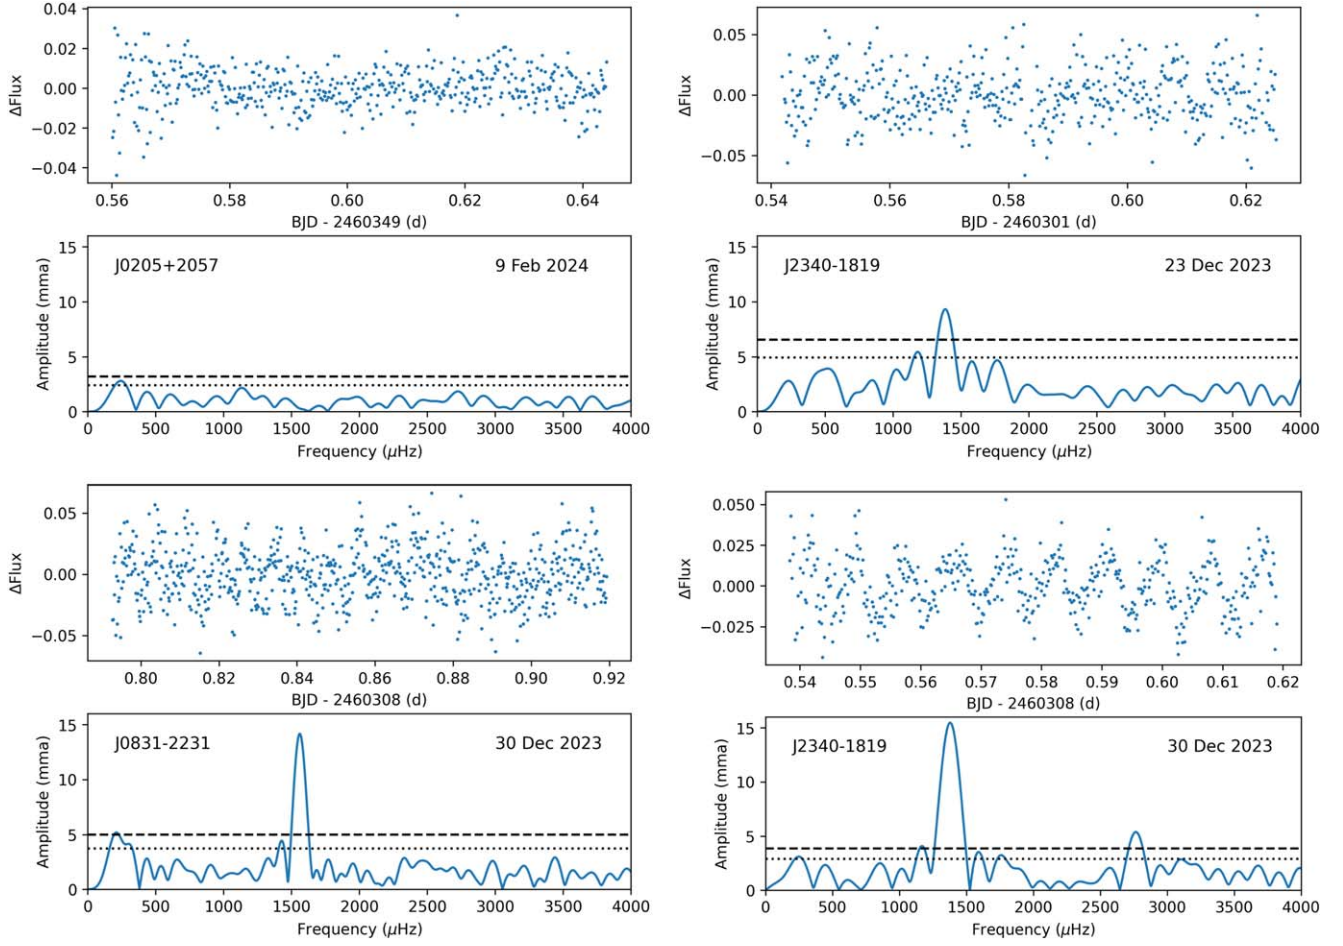 0.04
0.02
0.00
−0.02
−0.04
ΔFlux
0.56 0.58 0.60 0.62 0.64
BJD - 2460349 (d)
0.05
0.00
−0.05
ΔFlux
0.54 0.56 0.58 0.60 0.62
BJD - 2460301 (d)
15
10
5
0
Amplitude (mma)
J0205+2057 9 Feb 2024
0 500 1000 1500 2000 2500 3000 3500 4000
Frequency (μHz)
15
10
5
0
Amplitude (mma)
J2340-1819 23 Dec 2023
0 500 1000 1500 2000 2500 3000 3500 4000
Frequency (μHz)
0.05
0.00
−0.05
ΔFlux
0.80 0.82 0.84 0.86 0.88 0.90 0.92
BJD - 2460308 (d)
0.050
0.025
0.000
−0.025
ΔFlux
0.54 0.55 0.56 0.57 0.58 0.59 0.60 0.61 0.62
BJD - 2460308 (d)
15
10
5
0
Amplitude (mma)
J0831-2231 30 Dec 2023
0 500 1000 1500 2000 2500 3000 3500 4000
Frequency (μHz)
15
10
5
0
Amplitude (mma)
J2340-1819 30 Dec 2023
0 500 1000 1500 2000 2500 3000 3500 4000
Frequency (μHz)